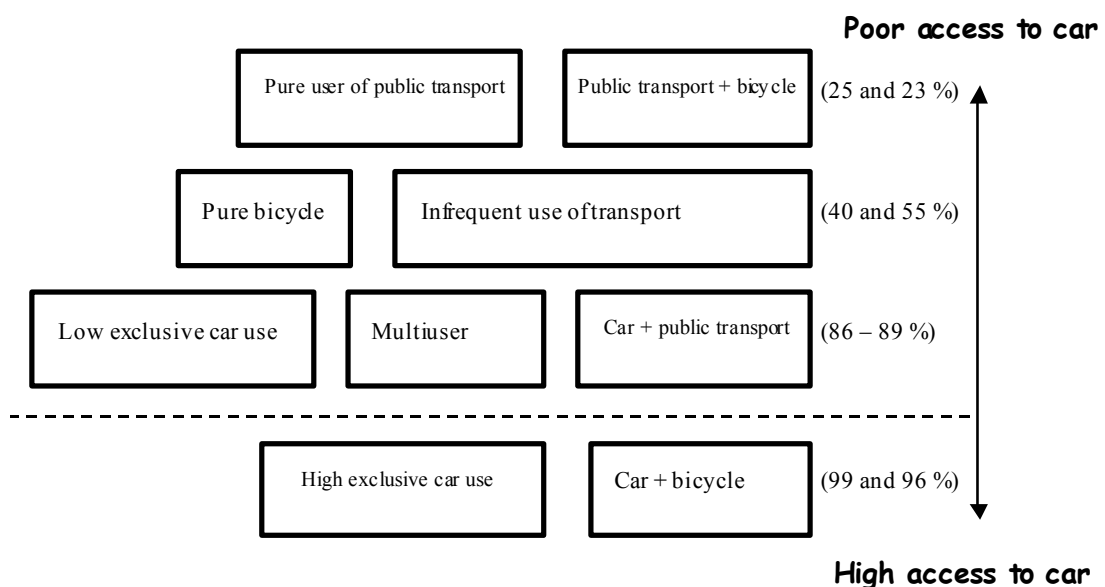 Poor access to car
Pure user of public transport
Public transport + bicycle
(25 and 23 %)
Pure bicycle
Infrequent use of transport
(40 and 55 %)
Low exclusive car use
Multiuser
Car + public transport
(86 – 89 %)
High exclusive car use
Car + bicycle
(99 and 96 %)
High access to car